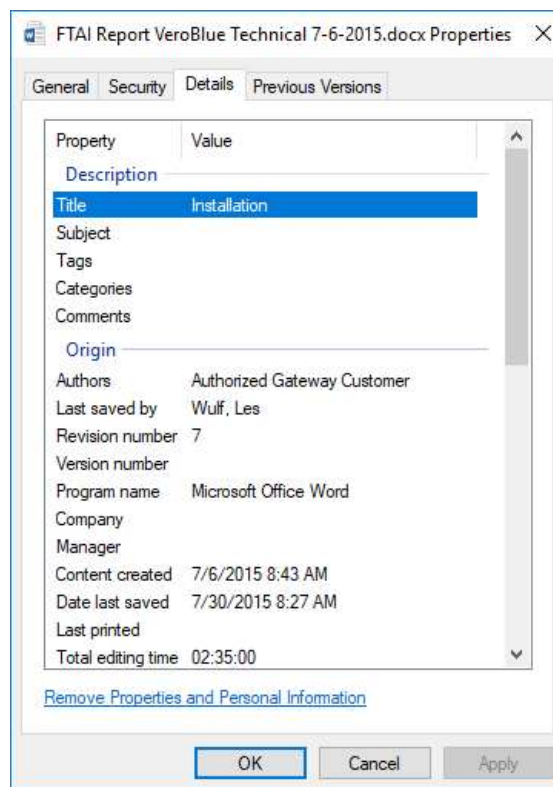 FTAI Report VeroBlue Technical 7-6-2015.docx Properties
General Security Details Previous Versions
Property Value
Description
Title Installation
Subject
Tags
Categories
Comments
Origin
Authors Authorized Gateway Customer
Last saved by Wulf, Les
Revision number 7
Version number
Program name Microsoft Office Word
Company
Manager
Content created 7/6/2015 8:43 AM
Date last saved 7/30/2015 8:27 AM
Last printed
Total editing time 02:35:00
Remove Properties and Personal Information
OK Cancel Apply